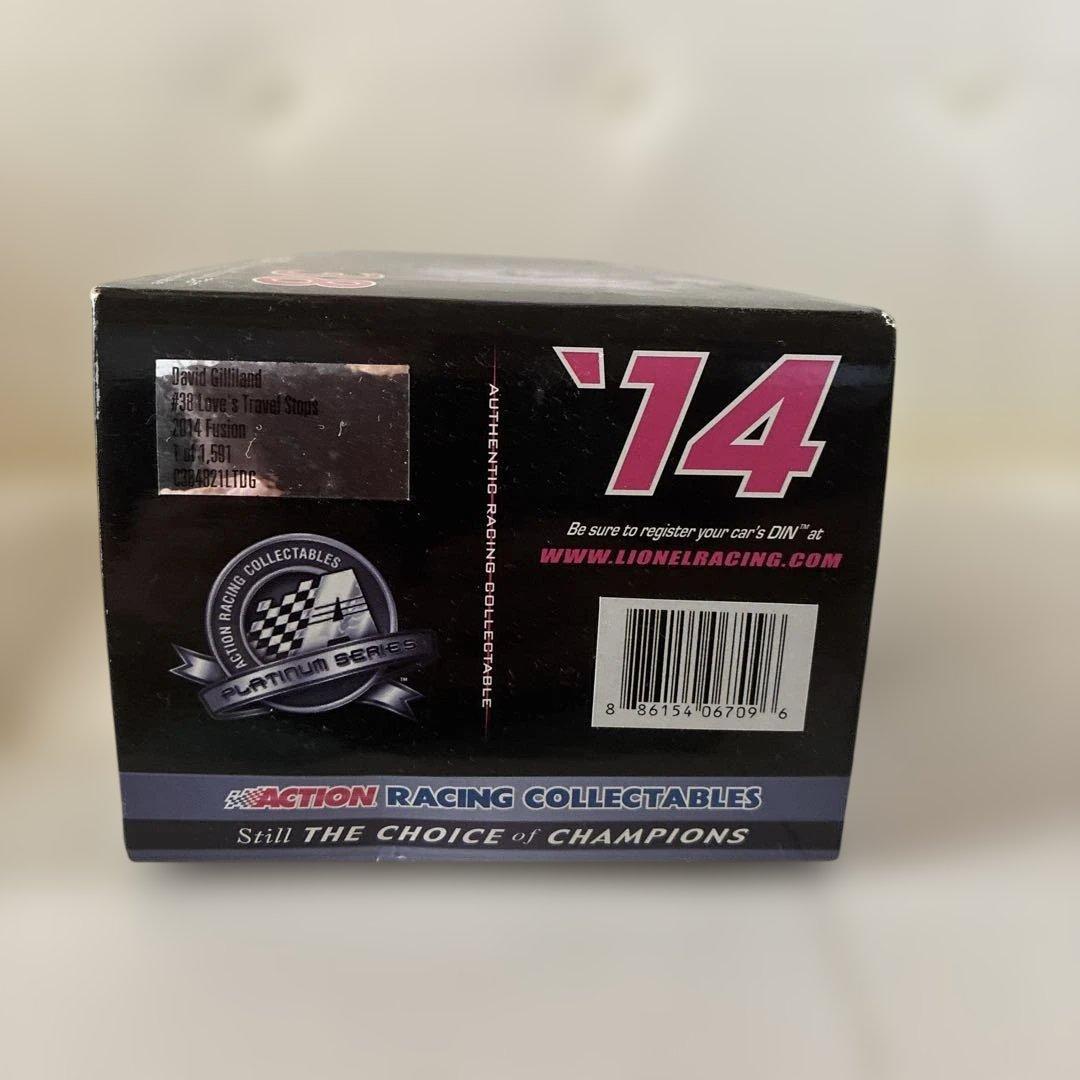 38
David Gilliland
#38 Love's Travel Stops
2014 Fusion
1 of 1,591
C384821LTDG
ACTION RACING COLLECTABLES
A
PLATINUM SERIES™
AUTHENTIC RACING COLLECTABLE
'14
Be sure to register your car's DIN™ at
WWW.LIONELRACING.COM
8 86154 06709 6
ACTION RACING COLLECTABLES
Still THE CHOICE of CHAMPIONS